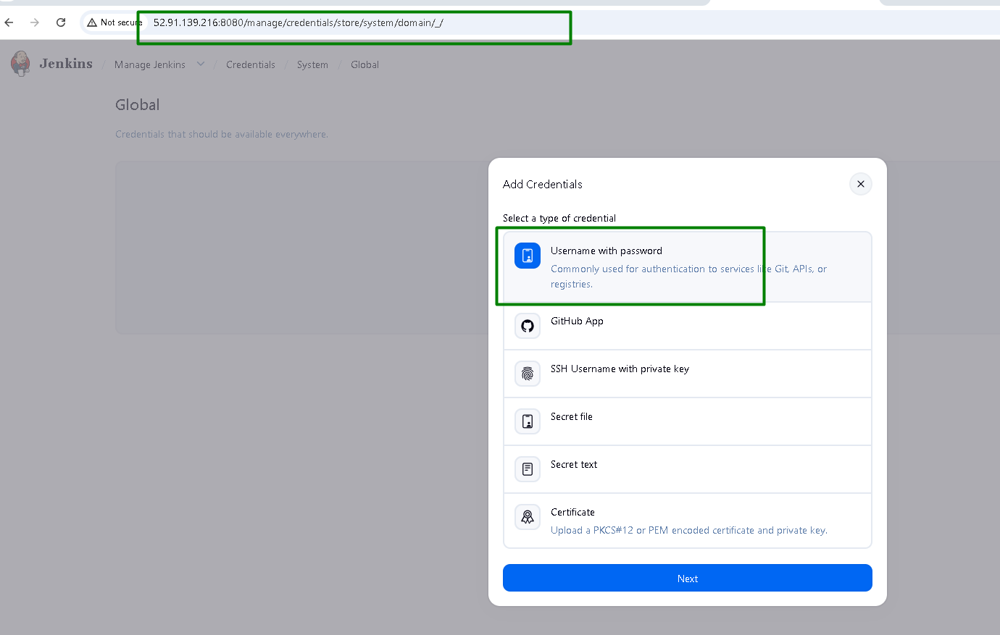 Not secure 52.91.139.216:8080/manage/credentials/store/system/domain/_/
Jenkins / Manage Jenkins / Credentials / System / Global
Global
Credentials that should be available everywhere.
Add Credentials
Select a type of credential
Username with password
Commonly used for authentication to services like Git, APIs, or
registries.
GitHub App
SSH Username with private key
Secret file
Secret text
Certificate
Upload a PKCS#12 or PEM encoded certificate and private key.
Next